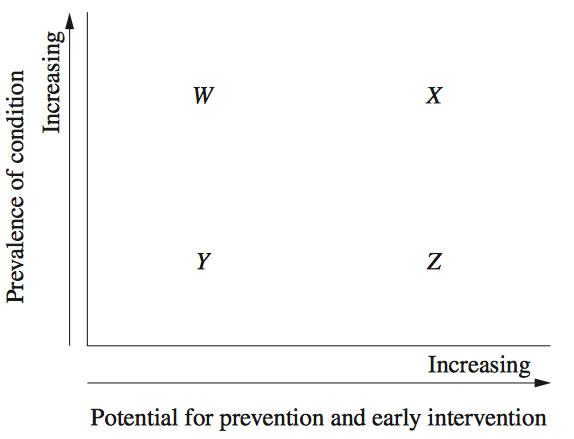 Prevalence of condition
Increasing
W
X
Y
Z
Increasing
Potential for prevention and early intervention